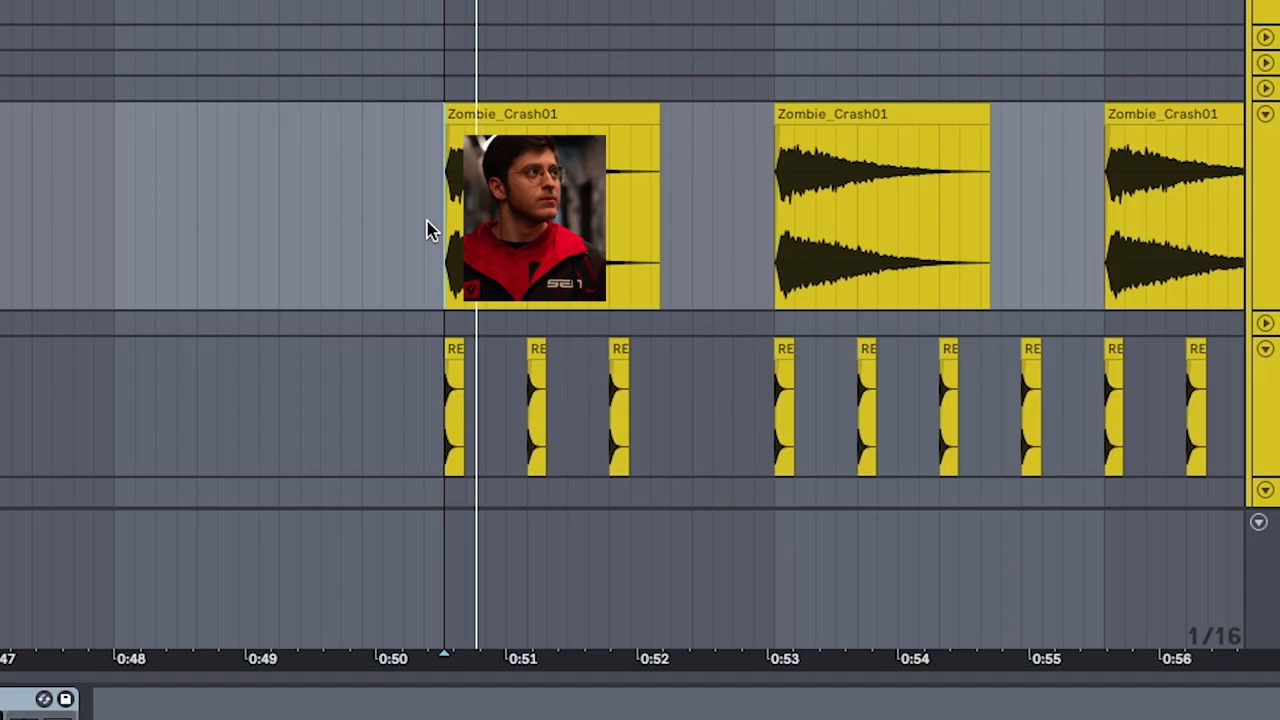 Zombie_Crash01 Zombie_Crash01 Zombie_Crash01
SEN
RE RE RE RE RE RE RE RE RE
1/16
47 0:48 0:49 0:50 0:51 0:52 0:53 0:54 0:55 0:56